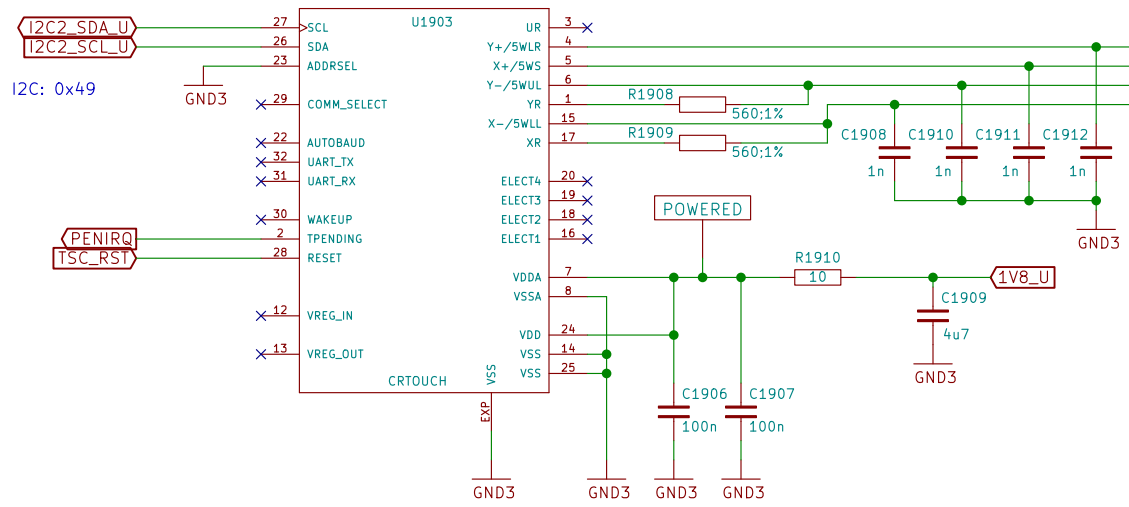 I2C2_SDA_U
I2C2_SCL_U
I2C: 0x49
GND3
PENIRQ
TSC_RST
27
26
23
29
22
32
31
30
2
28
12
13
U1903
SCL
SDA
ADDRSEL
COMM_SELECT
AUTOBAUD
UART_TX
UART_RX
WAKEUP
TPENDING
RESET
VREG_IN
VREG_OUT
CRTOUCH
VSS
EXP
GND3
UR 3
Y+/5WLR 4
X+/5WS 5
Y-/5WUL 6
YR 1
X-/5WLL 15
XR 17
ELECT4 20
ELECT3 19
ELECT2 18
ELECT1 16
VDDA 7
VSSA 8
VDD 24
VSS 14
VSS 25
R1908
560;1%
R1909
560;1%
C1908
1n
C1910
1n
C1911
1n
C1912
1n
GND3
POWERED
R1910
10
1V8_U
C1909
4u7
GND3
C1906
100n
C1907
100n
GND3
GND3
GND3